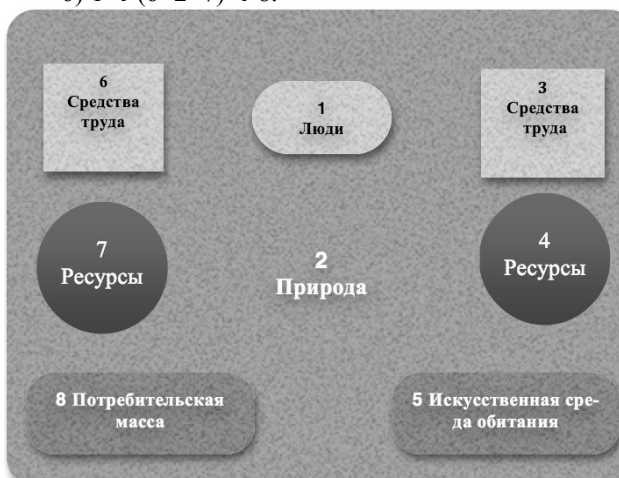 6
Средства
труда
1
Люди
3
Средства
труда
7
Ресурсы
2
Природа
4
Ресурсы
8 Потребительская
масса
5 Искусственная сре-
да обитания